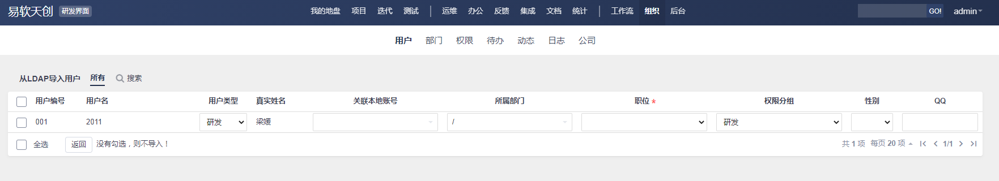 易软天创 研发界面 我的地盘 项目 迭代 测试 运维 办公 反馈 集成 文档 统计 工作流 组织 后台 GO! admin
用户 部门 权限 待办 动态 日志 公司
从LDAP导入用户 所有 搜索
用户编号 用户名 用户类型 真实姓名 关联本地账号 所属部门 职位 * 权限分组 性别 QQ
001 2011 研发 梁媛 / 研发
全选 返回 没有勾选，则不导入！ 共 1 项 每页 20 项 1/1